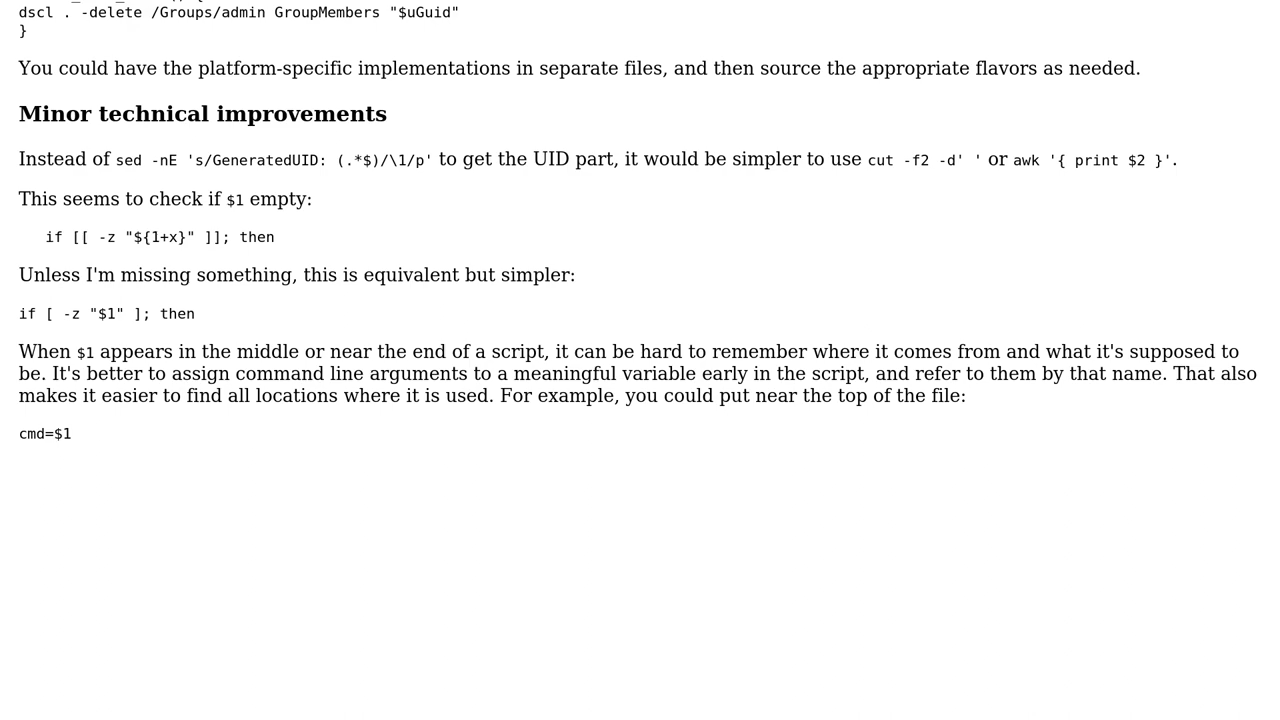 dscl . -delete /Groups/admin GroupMembers "$uGuid"
}
You could have the platform-specific implementations in separate files, and then source the appropriate flavors as needed.
Minor technical improvements
Instead of sed -nE 's/GeneratedUID: (.*$)/\1/p' to get the UID part, it would be simpler to use cut -f2 -d' ' or awk '{ print $2 }'.
This seems to check if $1 empty:
if [[ -z "${1+x}" ]]; then
Unless I'm missing something, this is equivalent but simpler:
if [ -z "$1" ]; then
When $1 appears in the middle or near the end of a script, it can be hard to remember where it comes from and what it's supposed to
be. It's better to assign command line arguments to a meaningful variable early in the script, and refer to them by that name. That also
makes it easier to find all locations where it is used. For example, you could put near the top of the file:
cmd=$1